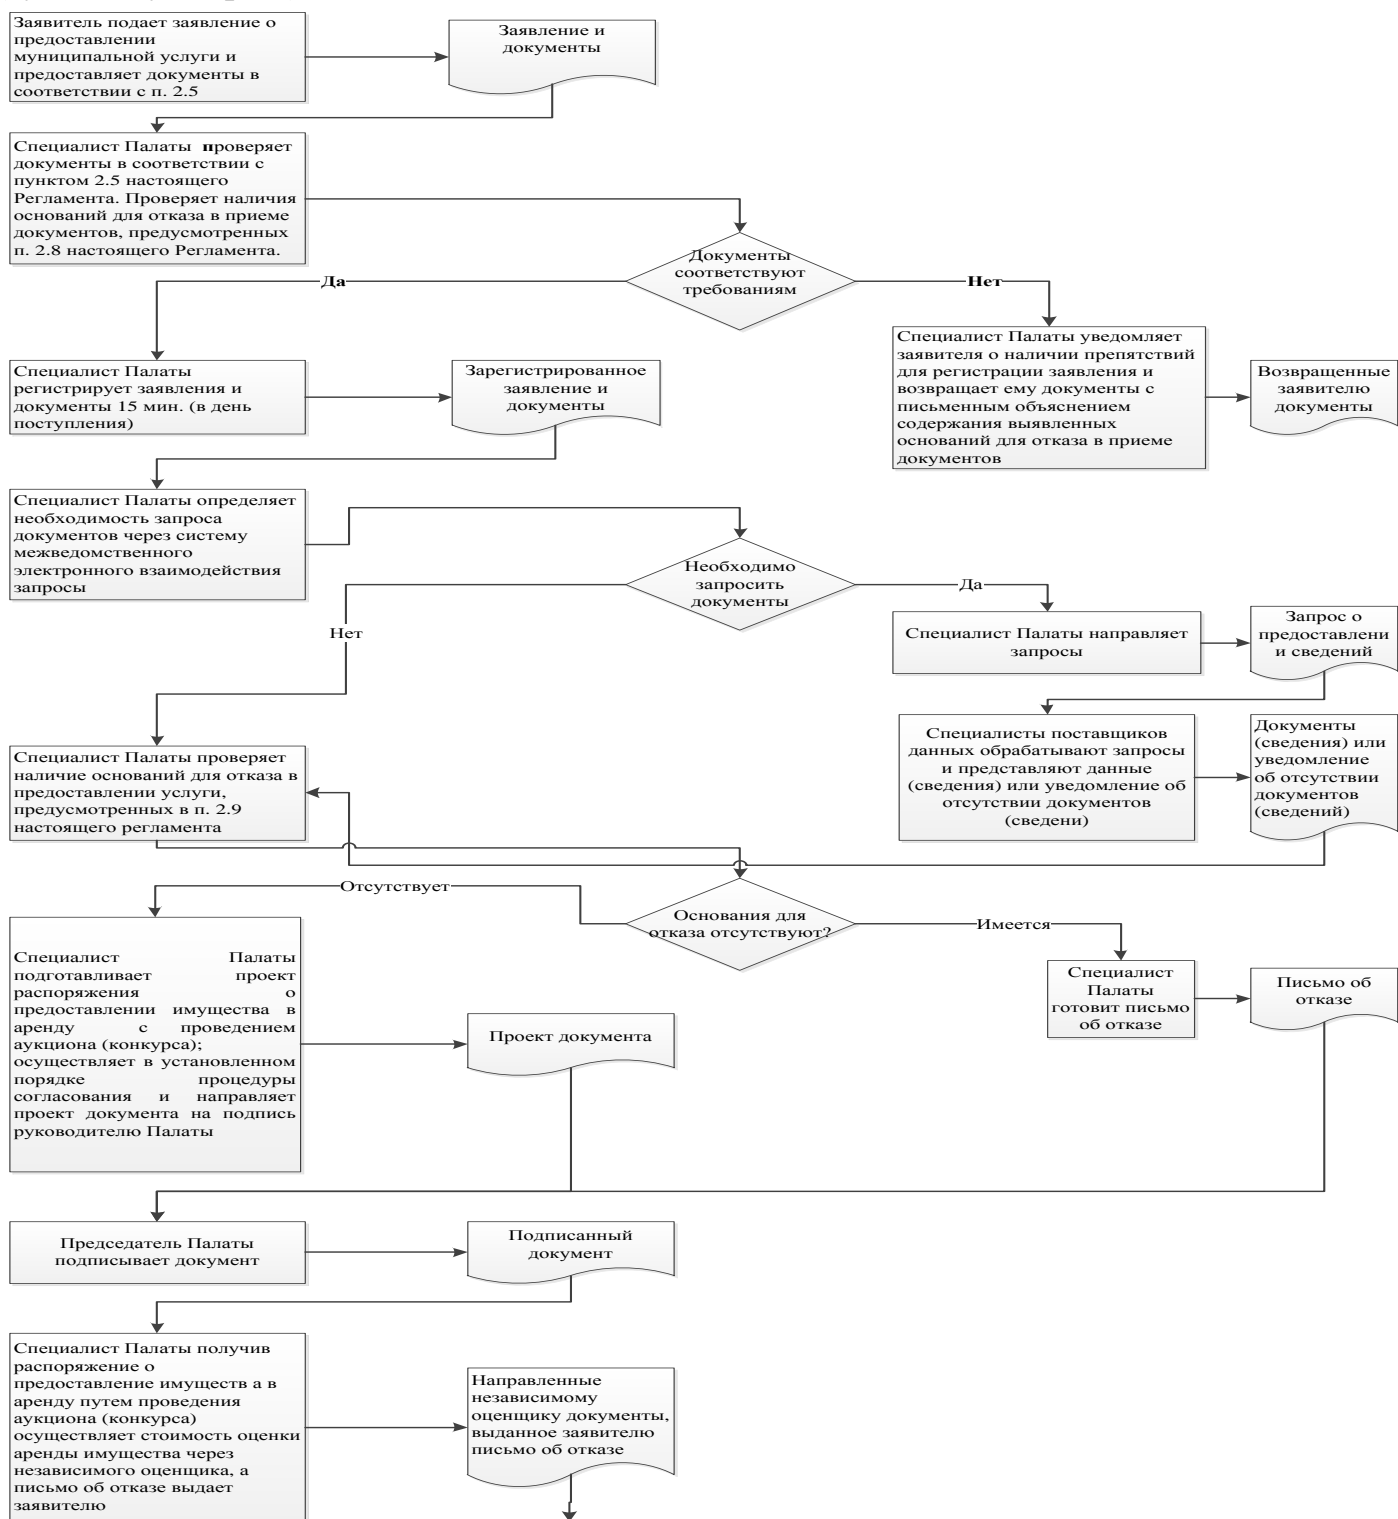 Заявитель подает заявление о
предоставлении
муниципальной услуги и
предоставляет документы в
соответствии с п. 2.5
Заявление и
документы
Специалист Палаты проверяет
документы в соответствии с
пунктом 2.5 настоящего
Регламента. Проверяет наличия
оснований для отказа в приеме
документов, предусмотренных
п. 2.8 настоящего Регламента.
Документы
соответствуют
требованиям
Да
Нет
Специалист Палаты
регистрирует заявления и
документы 15 мин. (в день
поступления)
Зарегистрированное
заявление и
документы
Специалист Палаты уведомляет
заявителя о наличии препятствий
для регистрации заявления и
возвращает ему документы с
письменным объяснением
содержания выявленных
оснований для отказа в приеме
документов
Возвращенные
заявителю
документы
Специалист Палаты определяет
необходимость запроса
документов через систему
межведомственного
электронного взаимодействия
запросы
Необходимо
запросить
документы
Да
Нет
Специалист Палаты направляет
запросы
Запрос о
предоставлени
и сведений
Специалисты поставщиков
данных обрабатывают запросы
и представляют данные
(сведения) или уведомление об
отсутствии документов
(сведени)
Документы
(сведения) или
уведомление
об отсутствии
документов
(сведений)
Специалист Палаты проверяет
наличие оснований для отказа в
предоставлении услуги,
предусмотренных в п. 2.9
настоящего регламента
Основания для
отказа отсутствуют?
Отсутствует
Имеется
Специалист Палаты
подготавливает проект
распоряжения о
предоставлении имущества в
аренду с проведением
аукциона (конкурса);
осуществляет в установленном
порядке процедуры
согласования и направляет
проект документа на подпись
руководителю Палаты
Проект документа
Специалист
Палаты
готовит письмо
об отказе
Письмо об
отказе
Председатель Палаты
подписывает документ
Подписанный
документ
Специалист Палаты получив
распоряжение о
предоставление имуществ а в
аренду путем проведения
аукциона (конкурса)
осуществляет стоимость оценки
аренды имущества через
независимого оценщика, а
письмо об отказе выдает
заявителю
Направленные
независимому
оценщику документы,
выданное заявителю
письмо об отказе